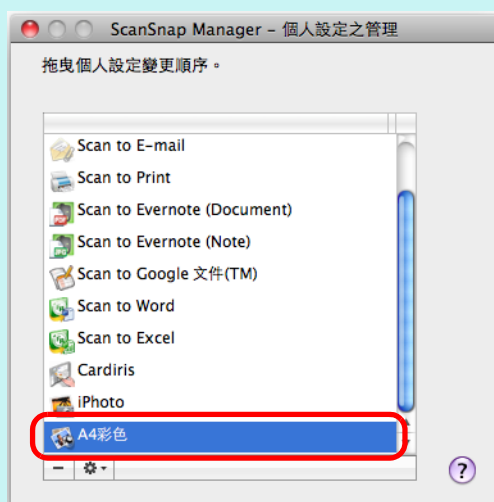 ScanSnap Manager – 個人設定之管理
拖曳個人設定變更順序。
Scan to E-mail
Scan to Print
Scan to Evernote (Document)
Scan to Evernote (Note)
Scan to Google 文件(TM)
Scan to Word
Scan to Excel
Cardiris
iPhoto
A4彩色
?